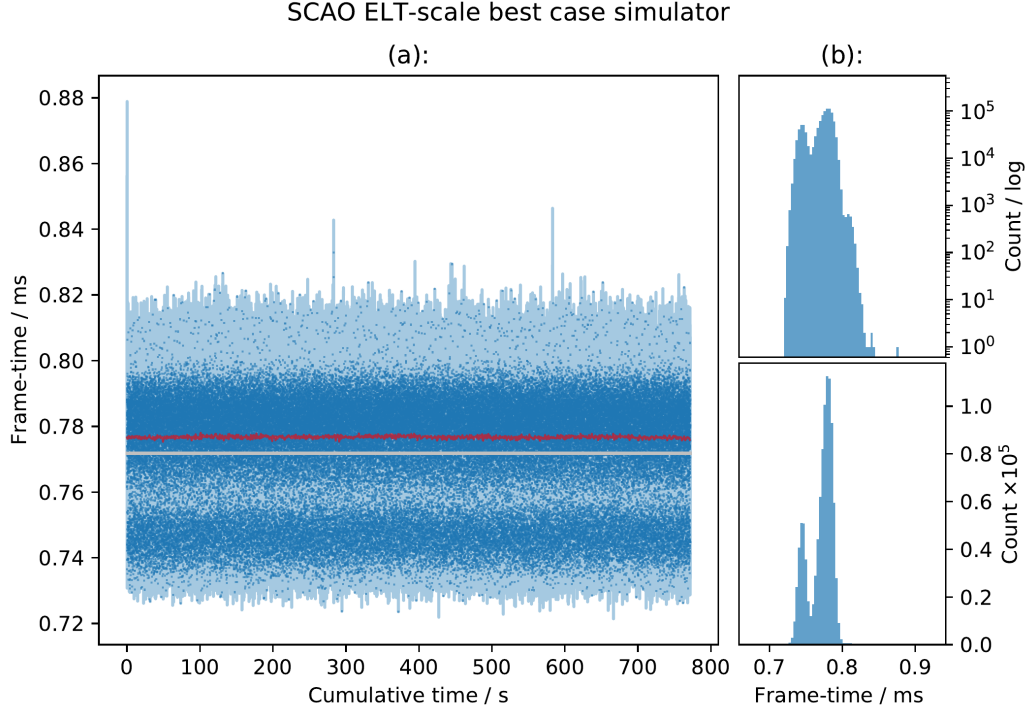 SCAO ELT-scale best case simulator
(a):
(b):
0.88
0.86
0.84
0.82
0.80
0.78
0.76
0.74
0.72
Frame-time / ms
0 100 200 300 400 500 600 700 800
Cumulative time / s
10^5
10^4
10^3
10^2
10^1
10^0
Count / log
1.0
0.8
0.6
0.4
0.2
0.0
Count ×10^5
0.7 0.8 0.9
Frame-time / ms